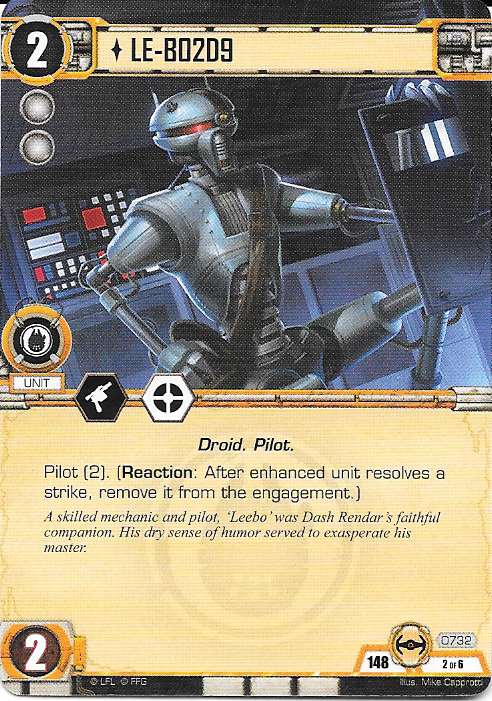 2
LE-BO2D9
UNIT
Droid. Pilot.
Pilot (2). (Reaction: After enhanced unit resolves a
strike, remove it from the engagement.)
A skilled mechanic and pilot, ‘Leebo’ was Dash Rendar’s faithful
companion. His dry sense of humor served to exasperate his
master.
2
0732
148
2 OF 6
© LFL © FFG
Illus. Mike Capprotti